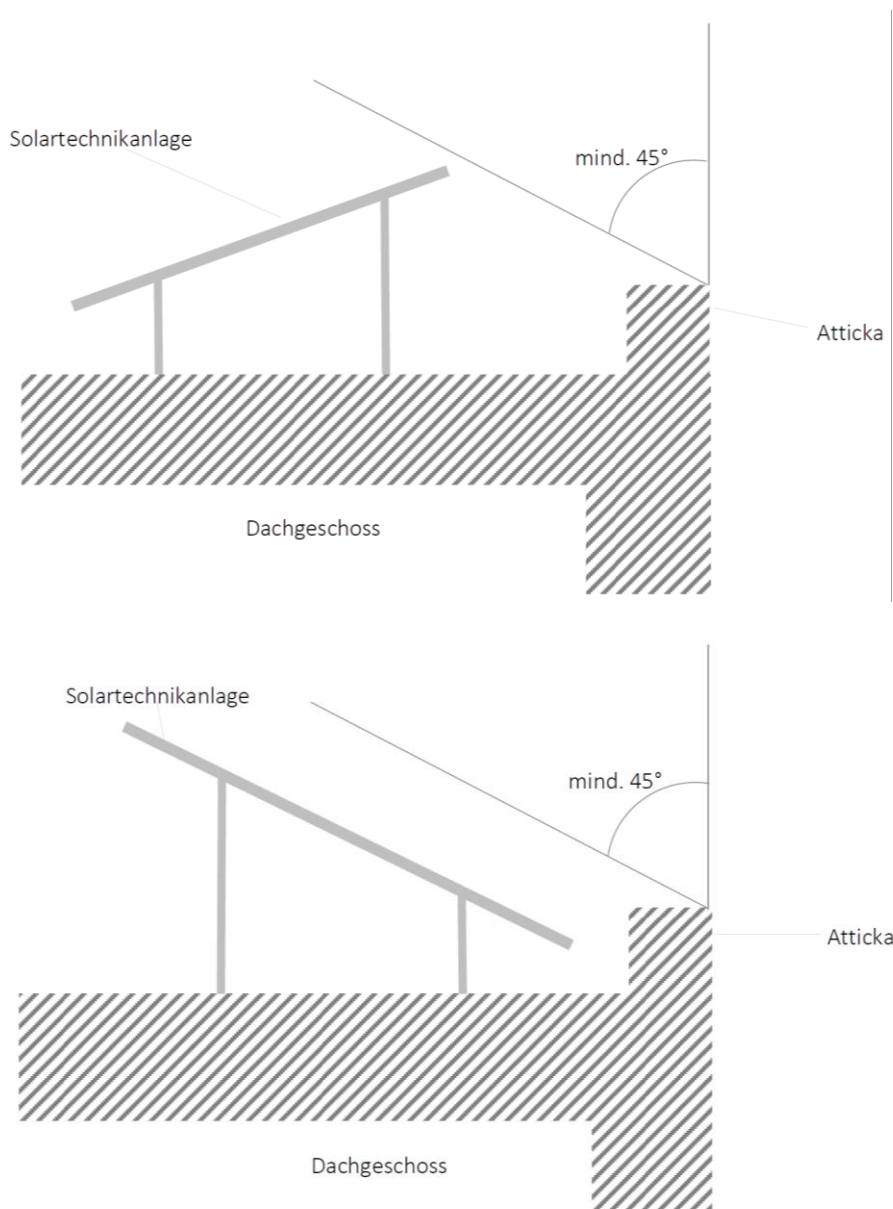 Solartechnikanlage
mind. 45°
Atticka
Dachgeschoss
Solartechnikanlage
mind. 45°
Atticka
Dachgeschoss